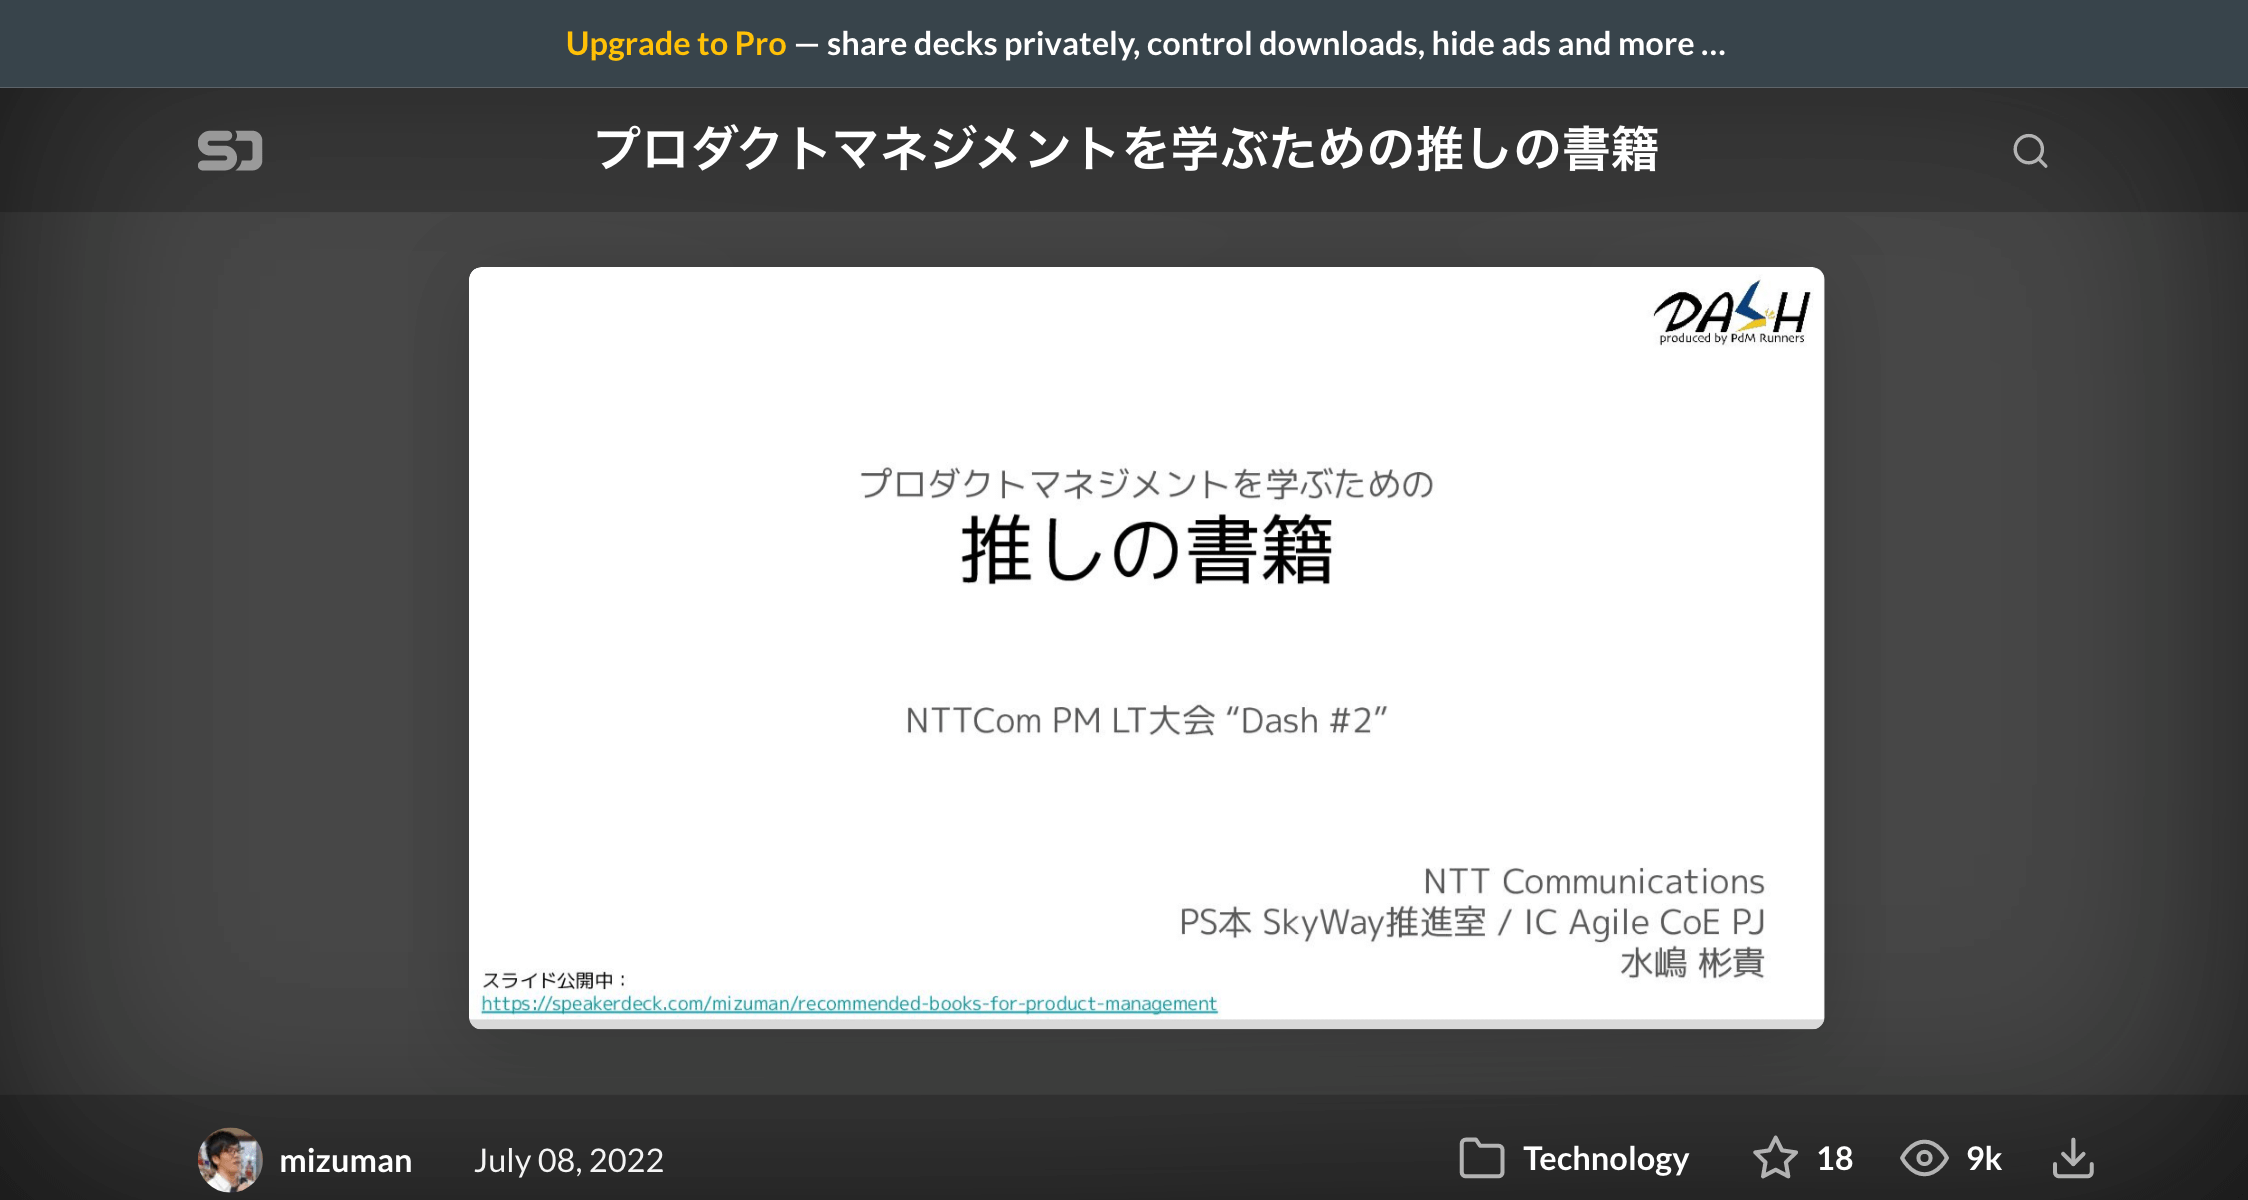 Upgrade to Pro — share decks privately, control downloads, hide ads and more …
プロダクトマネジメントを学ぶための推しの書籍
DASH
produced by PdM Runners
プロダクトマネジメントを学ぶための
推しの書籍
NTTCom PM LT大会 “Dash #2”
NTT Communications
PS本 SkyWay推進室 / IC Agile CoE PJ
水嶋 彬貴
スライド公開中：
https://speakerdeck.com/mizuman/recommended-books-for-product-management
mizuman July 08, 2022 Technology 18 9k